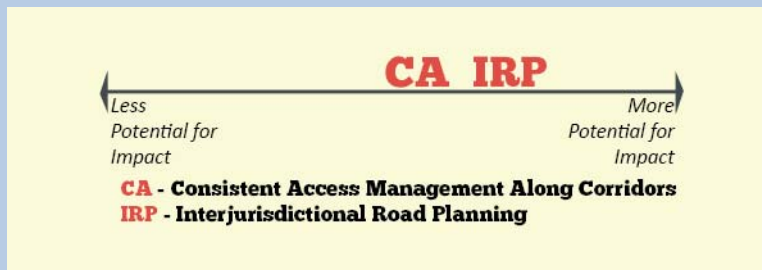 CA IRP
Less More
Potential for Potential for
Impact Impact
CA - Consistent Access Management Along Corridors
IRP - Interjurisdictional Road Planning